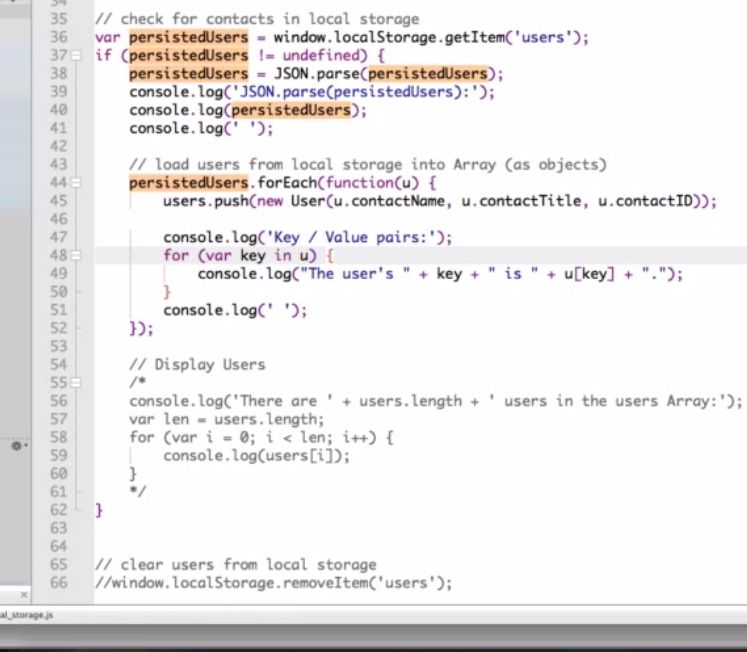 34
35 // check for contacts in local storage
36 var persistedUsers = window.localStorage.getItem('users');
37 if (persistedUsers != undefined) {
38 persistedUsers = JSON.parse(persistedUsers);
39 console.log('JSON.parse(persistedUsers):');
40 console.log(persistedUsers);
41 console.log(' ');
42
43 // load users from local storage into Array (as objects)
44 persistedUsers.forEach(function(u) {
45 users.push(new User(u.contactName, u.contactTitle, u.contactID));
46
47 console.log('Key / Value pairs:');
48 for (var key in u) {
49 console.log("The user's " + key + " is " + u[key] + ".");
50 }
51 console.log(' ');
52 });
53
54 // Display Users
55 /*
56 console.log('There are ' + users.length + ' users in the users Array:');
57 var len = users.length;
58 for (var i = 0; i < len; i++) {
59 console.log(users[i]);
60 }
61 */
62 }
63
64
65 // clear users from local storage
66 //window.localStorage.removeItem('users');
al_storage.js